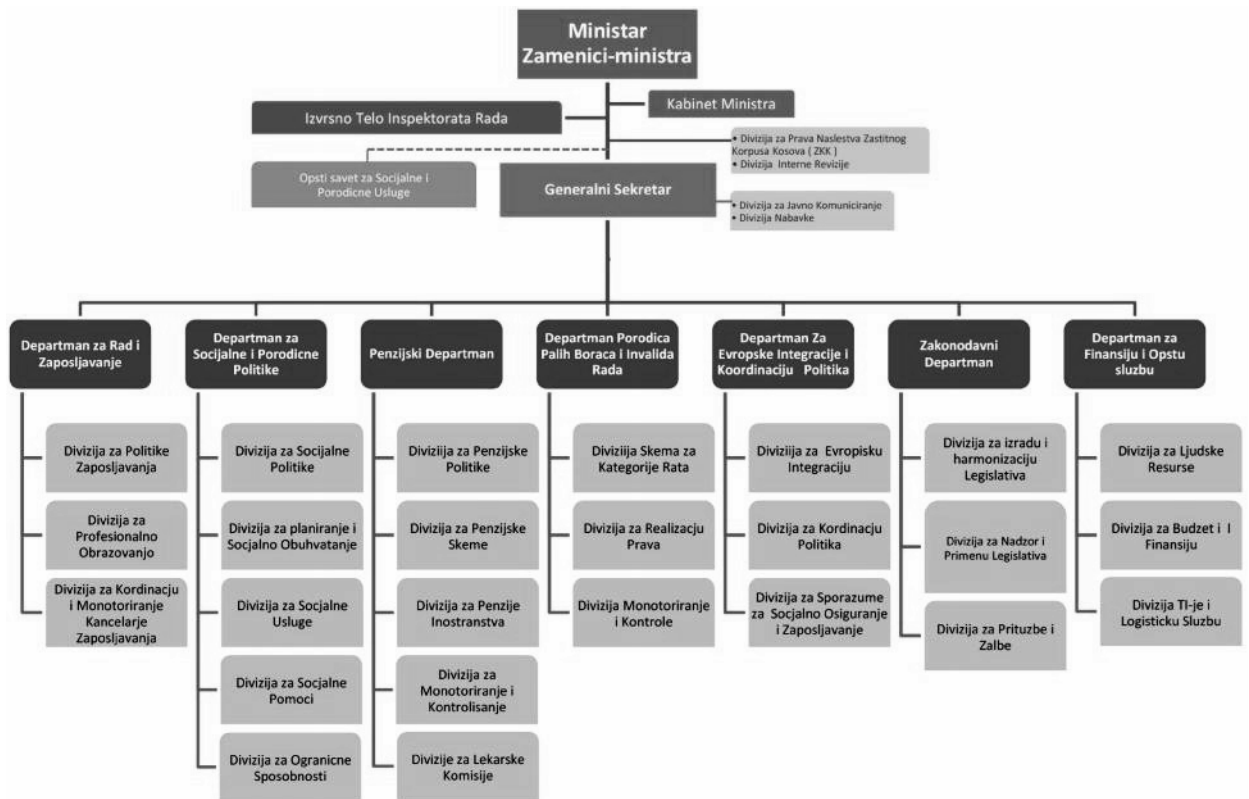 Ministar
Zamenici-ministra
Kabinet Ministra
Izvrsno Telo Inspektorata Rada
• Divizija za Prava Naslestva Zastitnog
Korpusa Kosova ( ZKK )
• Divizija Interne Revizije
Opsti savet za Socijalne i
Porodicne Usluge
Generalni Sekretar
• Divizija za Javno Komuniciranje
• Divizija Nabavke
Departman za Rad i
Zaposljavanje
Divizija za Politike
Zaposljavanja
Divizija za
Profesionalno
Obrazovanjo
Divizija za Kordinacju
i Monotoriranje
Kancelarje
Zaposljavanja
Departman za
Socijalne i Porodicne
Politike
Divizija za Socijalne
Politike
Divizija za planiranje i
Socjalno Obuhvatanje
Divizija za Socjalne
Usluge
Divizija za Socjalne
Pomoci
Divizija za Ogranicne
Sposobnosti
Penzijski Departman
Diviziija za Penzijske
Politike
Divizija za Penzijske
Skeme
Divizija za Penzije
Inostranstva
Divizija za
Monotoriranje i
Kontrolisanje
Divizije za Lekarske
Komisije
Departman Porodica
Palih Boraca i Invalida
Rada
Diviziija Skema za
Kategorije Rata
Divizija za Realizacju
Prava
Divizija Monotoriranje
i Kontrole
Departman Za
Evropske Integracije i
Koordinaciju Politika
Diviziija za Evropisku
Integraciju
Divizija za Kordinacju
Politika
Divizija za Sporazume
za Socjalno Osiguranje
i Zaposljavanje
Zakonodavni
Departman
Divizija za izradu i
harmonizaciju
Legislativa
Divizija za Nadzor i
Primenu Legislativa
Divizija za Prituzbe i
Zalbe
Departman za
Finansiju i Opstu
sluzbu
Divizija za Ljudske
Resurse
Divizija za Budzet i I
Finansiju
Divizija TI-je i
Logisticku Sluzbu